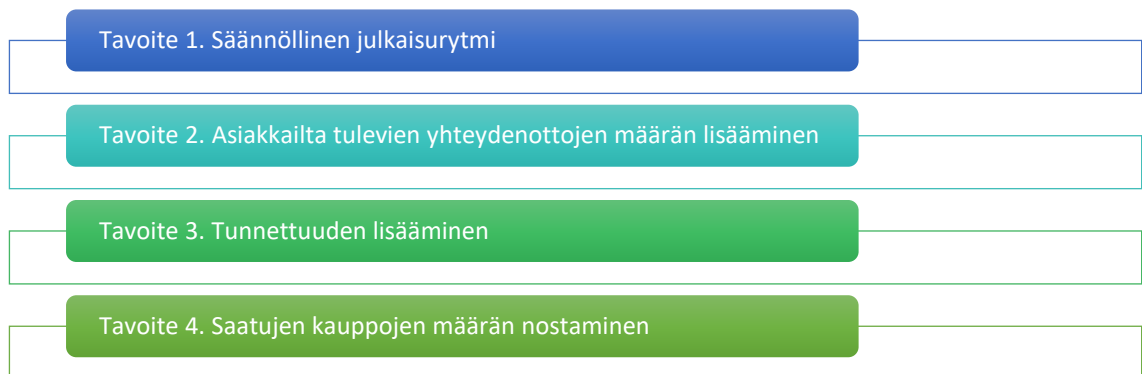 Tavoite 1. Säännöllinen julkaisurytmi
Tavoite 2. Asiakkailta tulevien yhteydenottojen määrän lisääminen
Tavoite 3. Tunnettuuden lisääminen
Tavoite 4. Saatujen kauppojen määrän nostaminen